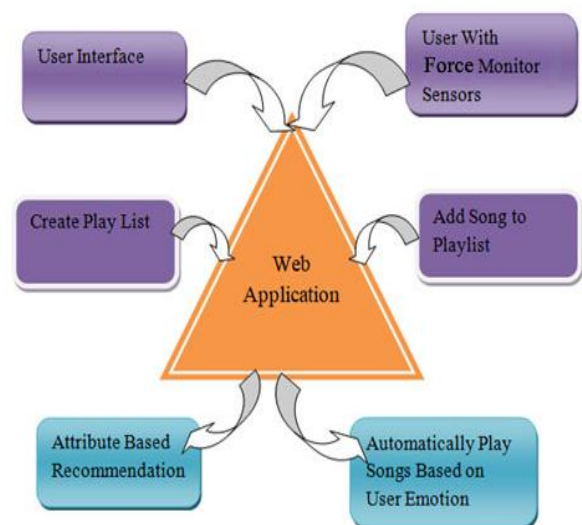 User Interface
User With
Force Monitor
Sensors
Create Play List
Add Song to
Playlist
Web
Application
Attribute Based
Recommendation
Automatically Play
Songs Based on
User Emotion